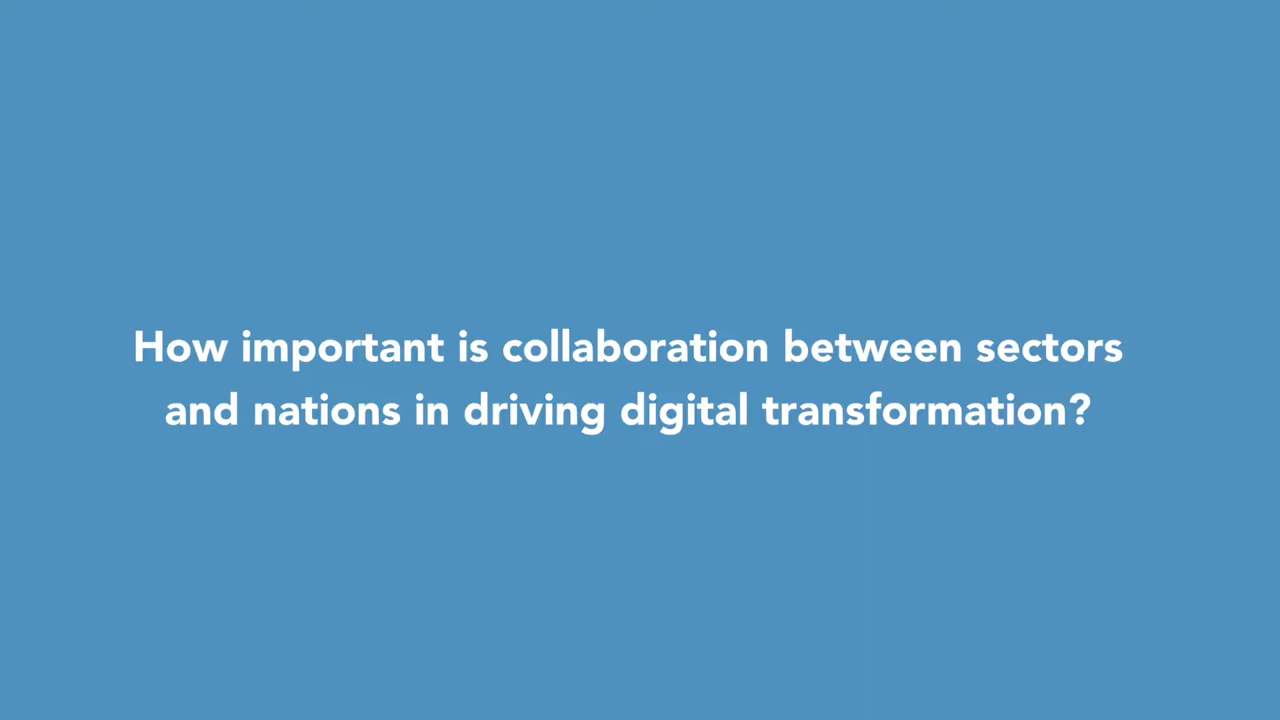 How important is collaboration between sectors
and nations in driving digital transformation?